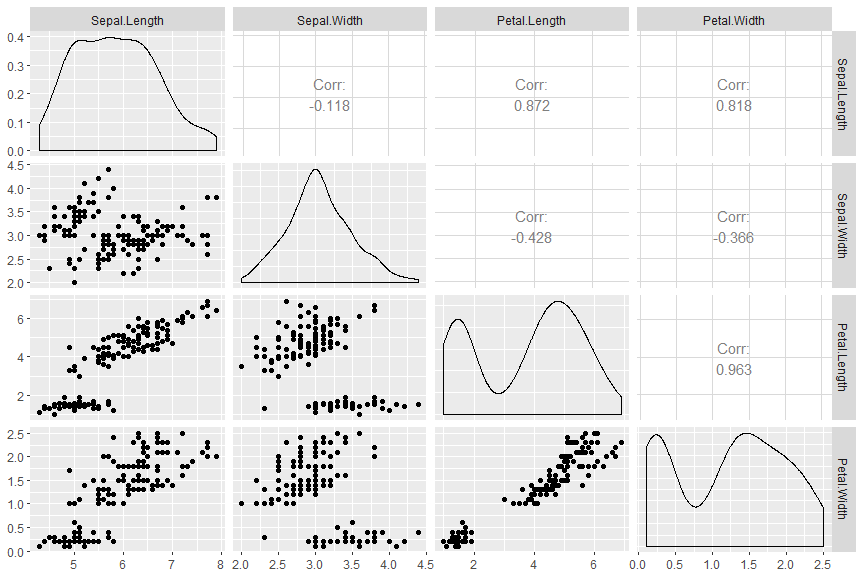 Sepal.Length Sepal.Width Petal.Length Petal.Width
0.4
0.3
0.2
0.1
0.0
Corr:
-0.118
Corr:
0.872
Corr:
0.818
Sepal.Length
4.5
4.0
3.5
3.0
2.5
2.0
Corr:
-0.428
Corr:
-0.366
Sepal.Width
6
4
2
Corr:
0.963
Petal.Length
2.5
2.0
1.5
1.0
0.5
0.0
Petal.Width
5 6 7 8 2.0 2.5 3.0 3.5 4.0 4.5 2 4 6 0.0 0.5 1.0 1.5 2.0 2.5